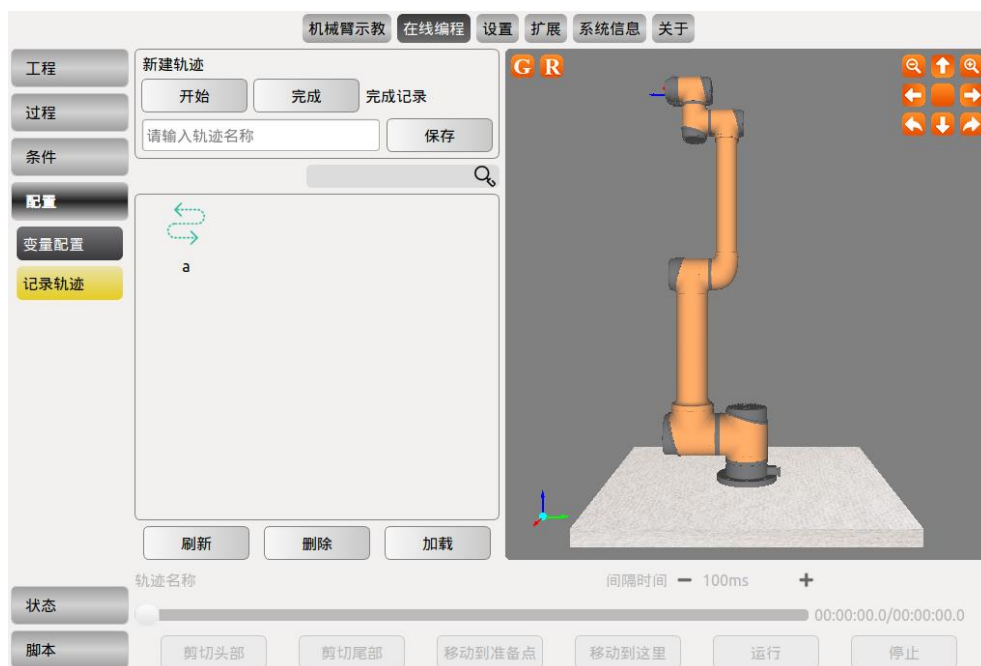 机械臂示教 在线编程 设置 扩展 系统信息 关于
工程
过程
条件
配置
变量配置
记录轨迹
状态
脚本
新建轨迹
开始 完成 完成记录
请输入轨迹名称 保存
a
刷新 删除 加载
G R
轨迹名称 间隔时间 100ms
00:00:00.0/00:00:00.0
剪切头部 剪切尾部 移动到准备点 移动到这里 运行 停止